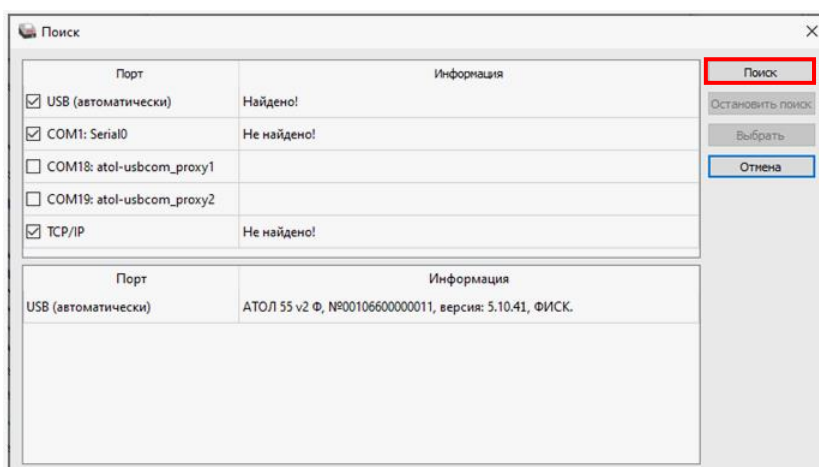 Поиск
Порт Информация
USB (автоматически) Найдено!
COM1: Serial0 Не найдено!
COM18: atol-usbcom_proxy1
COM19: atol-usbcom_proxy2
TCP/IP Не найдено!
Порт Информация
USB (автоматически) АТОЛ 55 v2 Ф, №00106600000011, версия: 5.10.41, ФИСК.
Поиск
Остановить поиск
Выбрать
Отмена